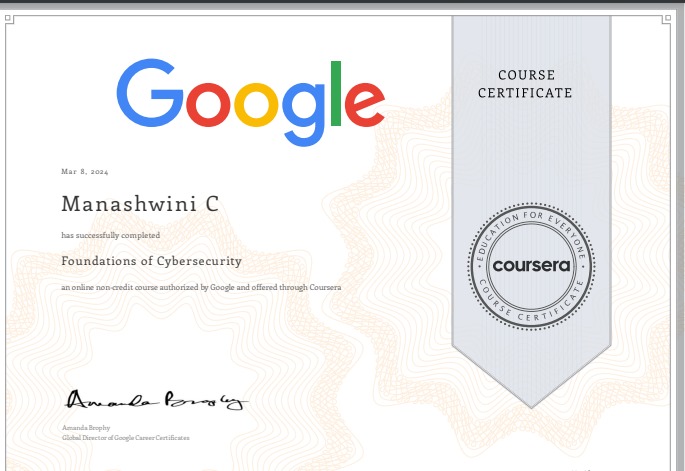 Google
COURSE
CERTIFICATE
Mar 8, 2024
Manashwini C
has successfully completed
Foundations of Cybersecurity
an online non-credit course authorized by Google and offered through Coursera
EDUCATION FOR EVERYONE
coursera
COURSE CERTIFICATE
Amanda Brophy
Amanda Brophy
Global Director of Google Career Certificates